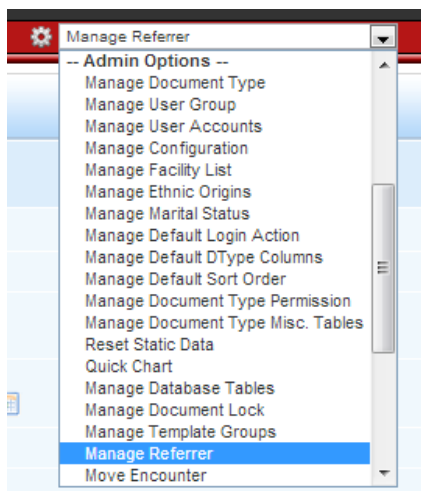 Manage Referrer
-- Admin Options --
Manage Document Type
Manage User Group
Manage User Accounts
Manage Configuration
Manage Facility List
Manage Ethnic Origins
Manage Marital Status
Manage Default Login Action
Manage Default DType Columns
Manage Default Sort Order
Manage Document Type Permission
Manage Document Type Misc. Tables
Reset Static Data
Quick Chart
Manage Database Tables
Manage Document Lock
Manage Template Groups
Manage Referrer
Move Encounter